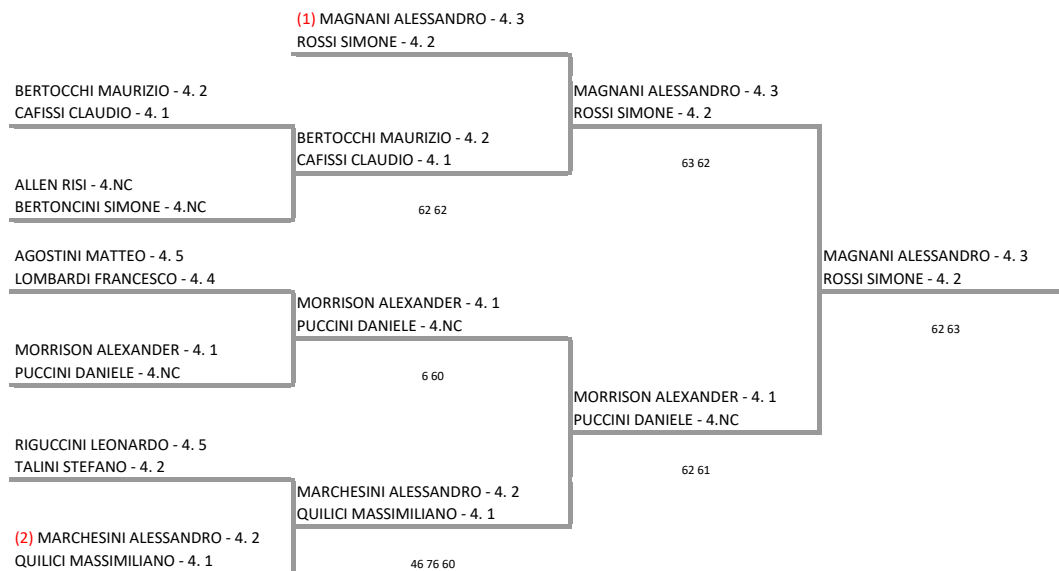 (1) MAGNANI ALESSANDRO - 4. 3
ROSSI SIMONE - 4. 2
BERTOCCHI MAURIZIO - 4. 2
CAFISSI CLAUDIO - 4. 1
MAGNANI ALESSANDRO - 4. 3
ROSSI SIMONE - 4. 2
BERTOCCHI MAURIZIO - 4. 2
CAFISSI CLAUDIO - 4. 1
63 62
ALLEN RISI - 4.NC
BERTONCINI SIMONE - 4.NC
62 62
AGOSTINI MATTEO - 4. 5
LOMBARDI FRANCESCO - 4. 4
MAGNANI ALESSANDRO - 4. 3
ROSSI SIMONE - 4. 2
MORRISON ALEXANDER - 4. 1
PUCCINI DANIELE - 4.NC
62 63
MORRISON ALEXANDER - 4. 1
PUCCINI DANIELE - 4.NC
6 60
MORRISON ALEXANDER - 4. 1
PUCCINI DANIELE - 4.NC
RIGUCCINI LEONARDO - 4. 5
TALINI STEFANO - 4. 2
62 61
MARCHESINI ALESSANDRO - 4. 2
QUILICI MASSIMILIANO - 4. 1
(2) MARCHESINI ALESSANDRO - 4. 2
QUILICI MASSIMILIANO - 4. 1
46 76 60